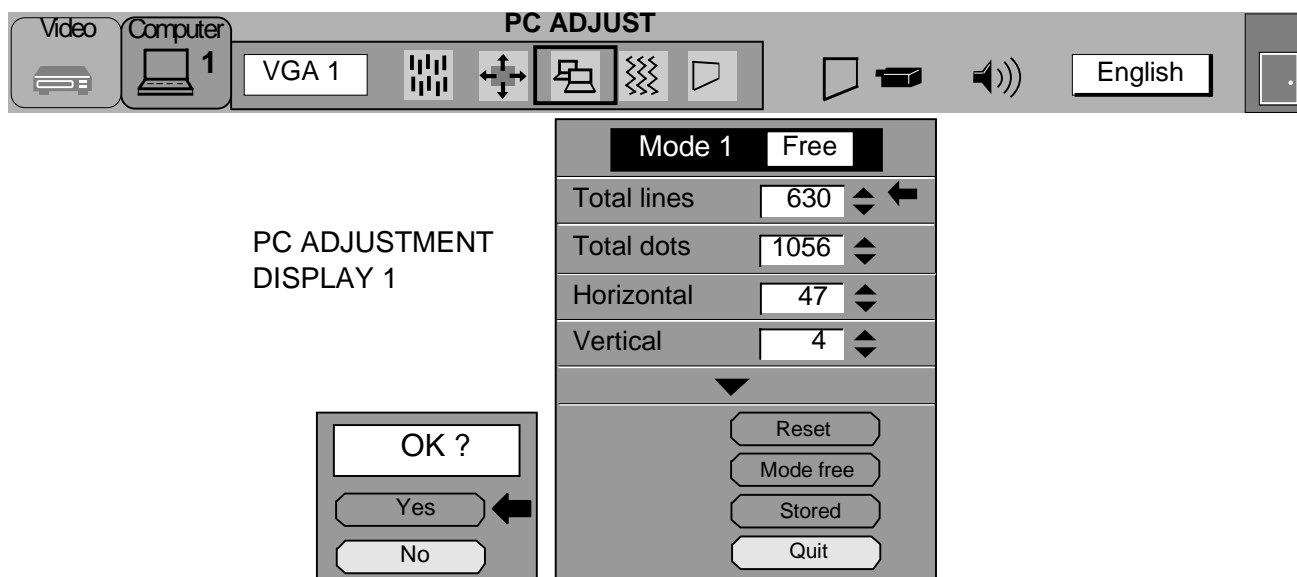 PC ADJUST
Video
Computer
1
VGA 1
English
Mode 1 Free
Total lines 630
Total dots 1056
Horizontal 47
Vertical 4
PC ADJUSTMENT
DISPLAY 1
OK ?
Yes
No
Reset
Mode free
Stored
Quit